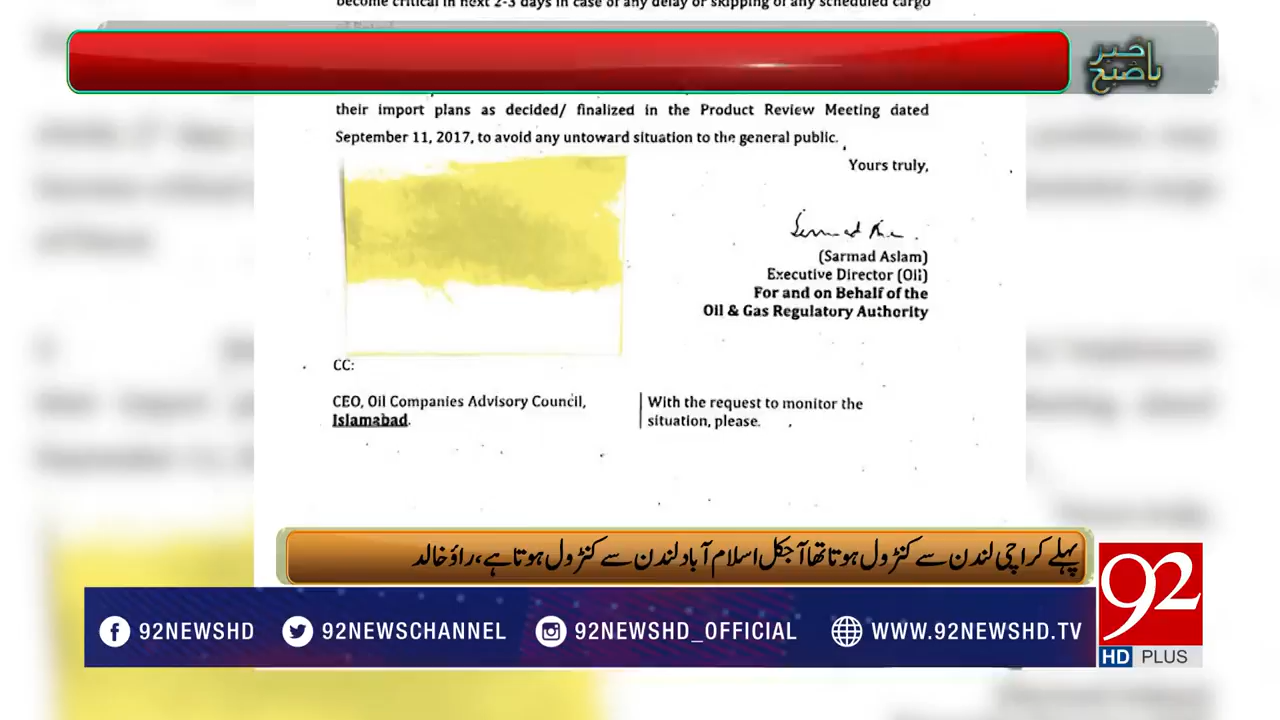 become critical in next 2-3 days in case of any delay or skipping of any scheduled cargo
باخبر
صبح
their import plans as decided/ finalized in the Product Review Meeting dated
September 11, 2017, to avoid any untoward situation to the general public.
Yours truly,
(Sarmad Aslam)
Executive Director (Oil)
For and on Behalf of the
Oil & Gas Regulatory Authority
CC:
CEO, Oil Companies Advisory Council,
Islamabad.
With the request to monitor the
situation, please.
پہلے کراچی لندن سے کنٹرول ہوتا تھا آجکل اسلام آباد لندن سے کنٹرول ہوتا ہے، راؤ خالد
92NEWSHD 92NEWSCHANNEL 92NEWSHD_OFFICIAL WWW.92NEWSHD.TV
92
HD PLUS